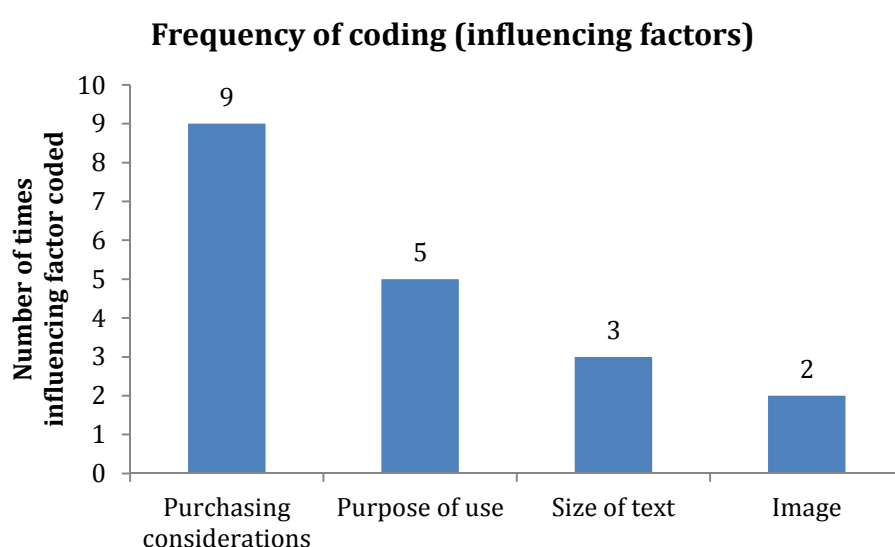 Frequency of coding (influencing factors)
Number of times
influencing factor coded
10
9
8
7
6
5
4
3
2
1
0
9
5
3
2
Purchasing
considerations
Purpose of use
Size of text
Image